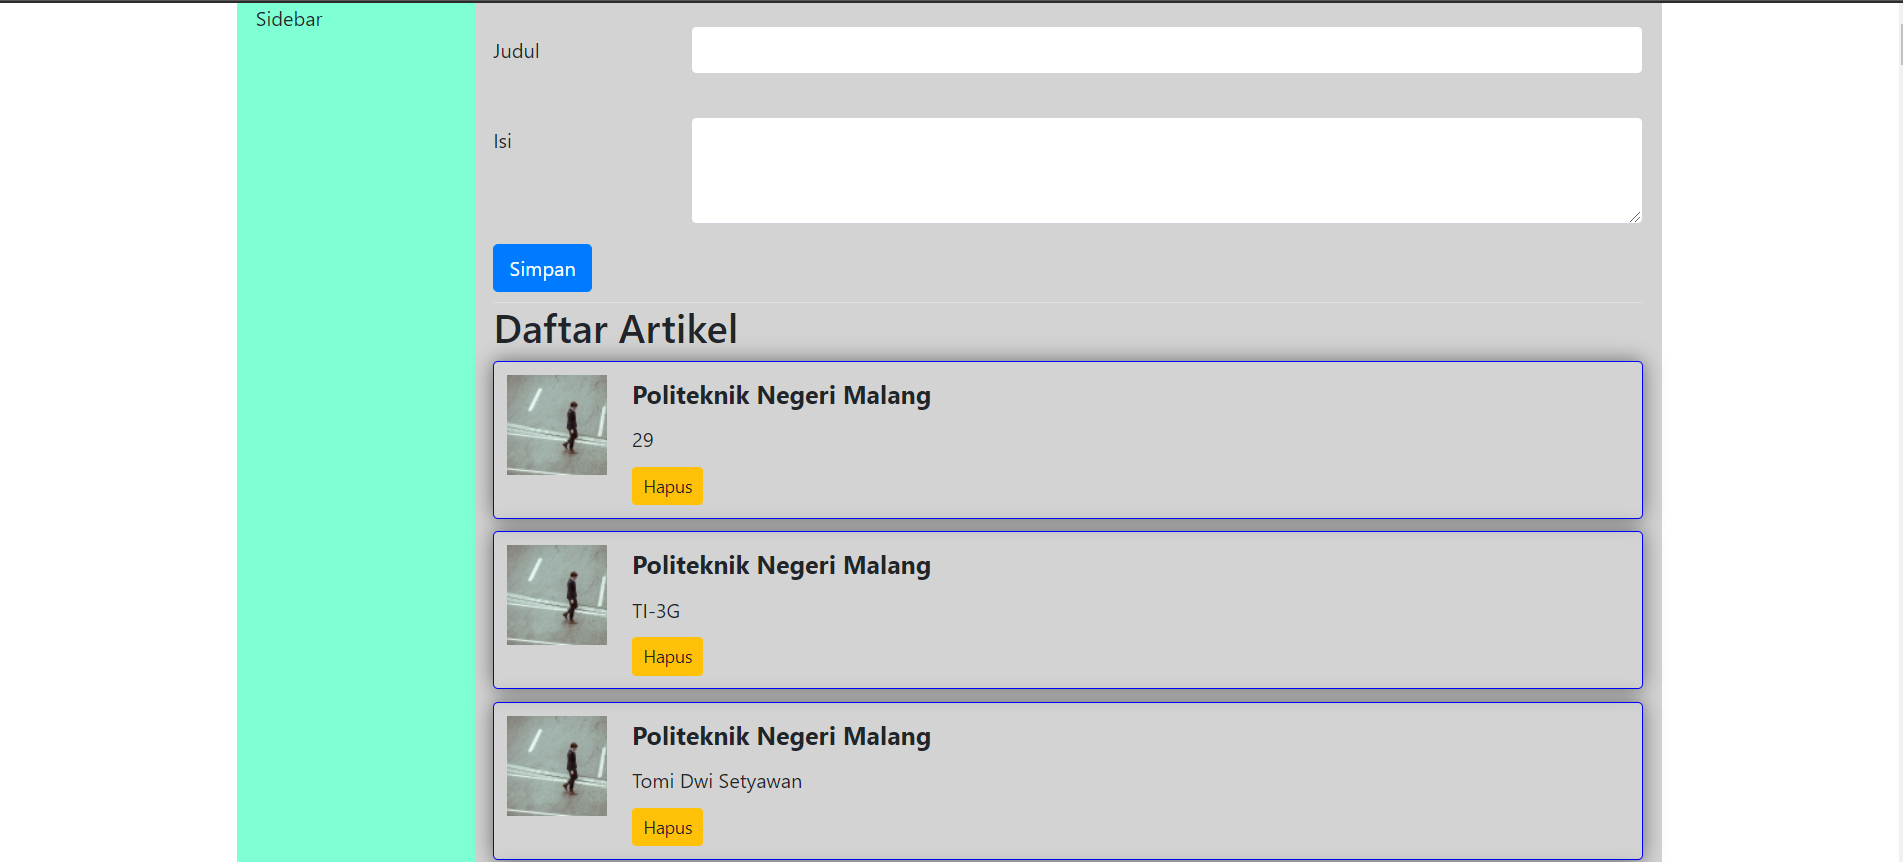 Sidebar
Judul
Isi
Simpan
Daftar Artikel
Politeknik Negeri Malang
29
Hapus
Politeknik Negeri Malang
TI-3G
Hapus
Politeknik Negeri Malang
Tomi Dwi Setyawan
Hapus